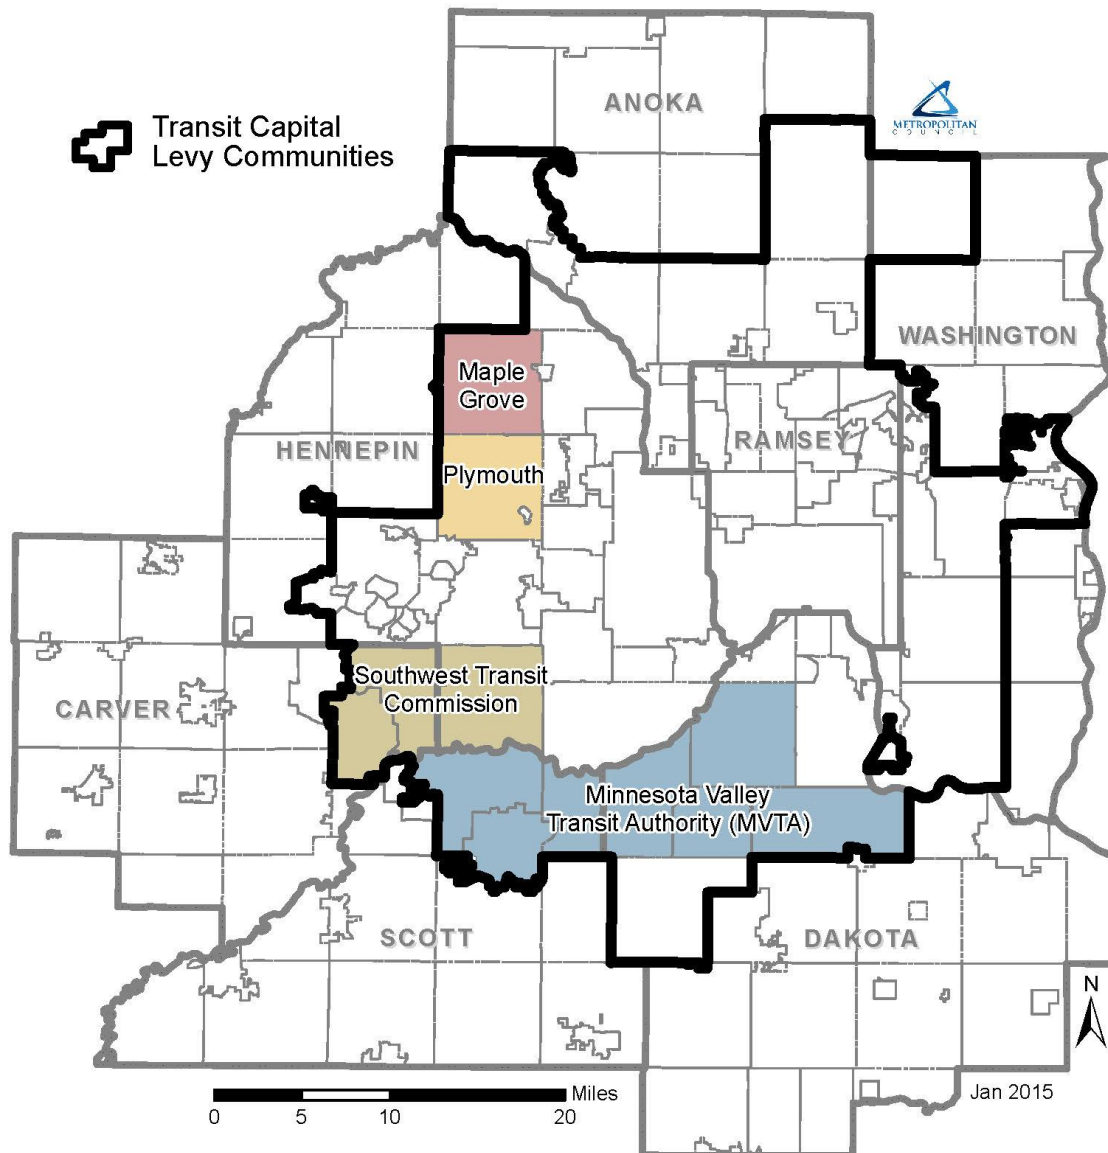 ANOKA
METROPOLITAN
COUNCIL
Transit Capital
Levy Communities
WASHINGTON
Maple
Grove
HENNEPIN
RAMSEY
Plymouth
Southwest Transit
Commission
CARVER
Minnesota Valley
Transit Authority (MVTA)
SCOTT
DAKOTA
N
Miles
0 5 10 20
Jan 2015